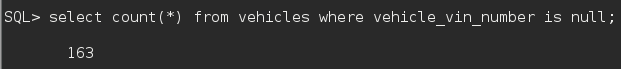 SQL> select count(*) from vehicles where vehicle_vin_number is null;
163